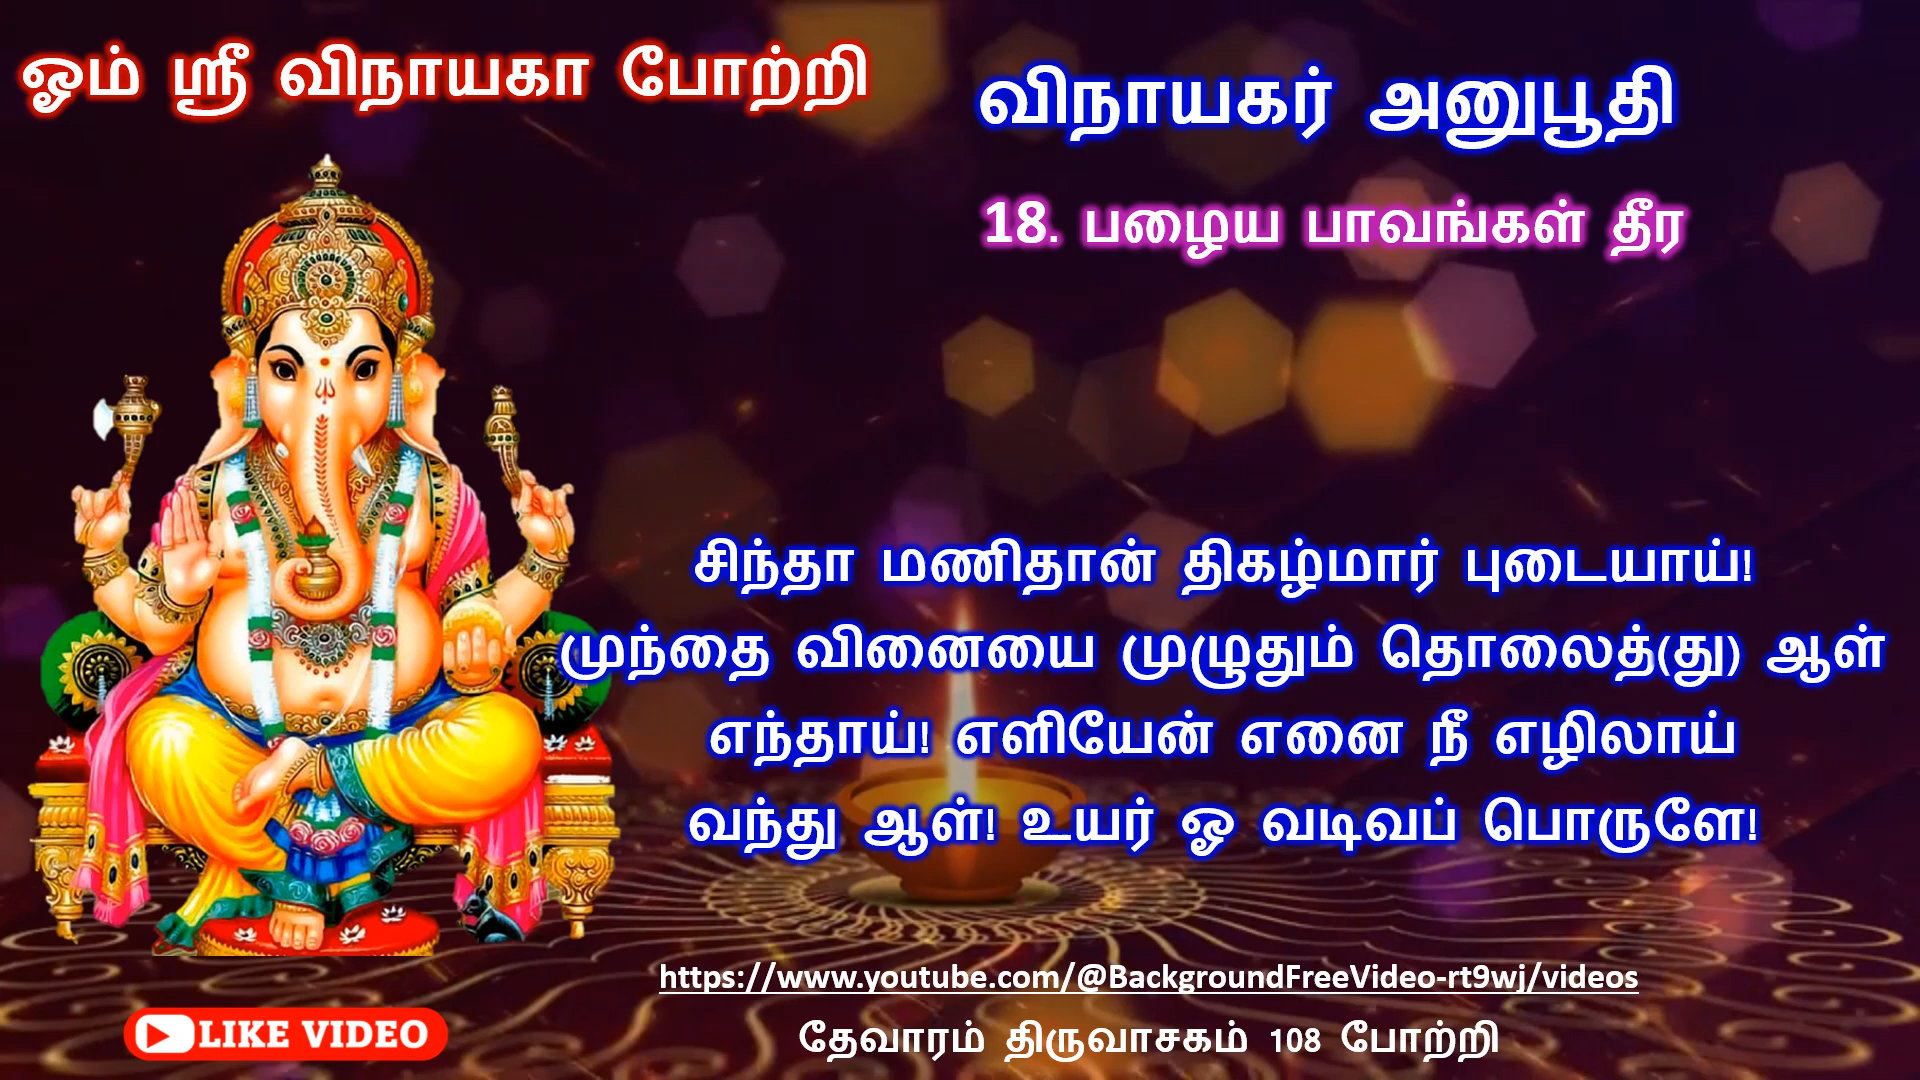 ஓம் ஸ்ரீ விநாயகா போற்றி
விநாயகர் அனுபூதி
18. பழைய பாவங்கள் தீர
சிந்தா மணிதான் திகழ்மார் புடையாய்!
முந்தை வினையை முழுதும் தொலைத்(து) ஆள்
எந்தாய்! எளியேன் எனை நீ எழிலாய்
வந்து ஆள்! உயர் ஓ வடிவப் பொருளே!
https://www.youtube.com/@BackgroundFreeVideo-rt9wj/videos
LIKE VIDEO
தேவாரம் திருவாசகம் 108 போற்றி